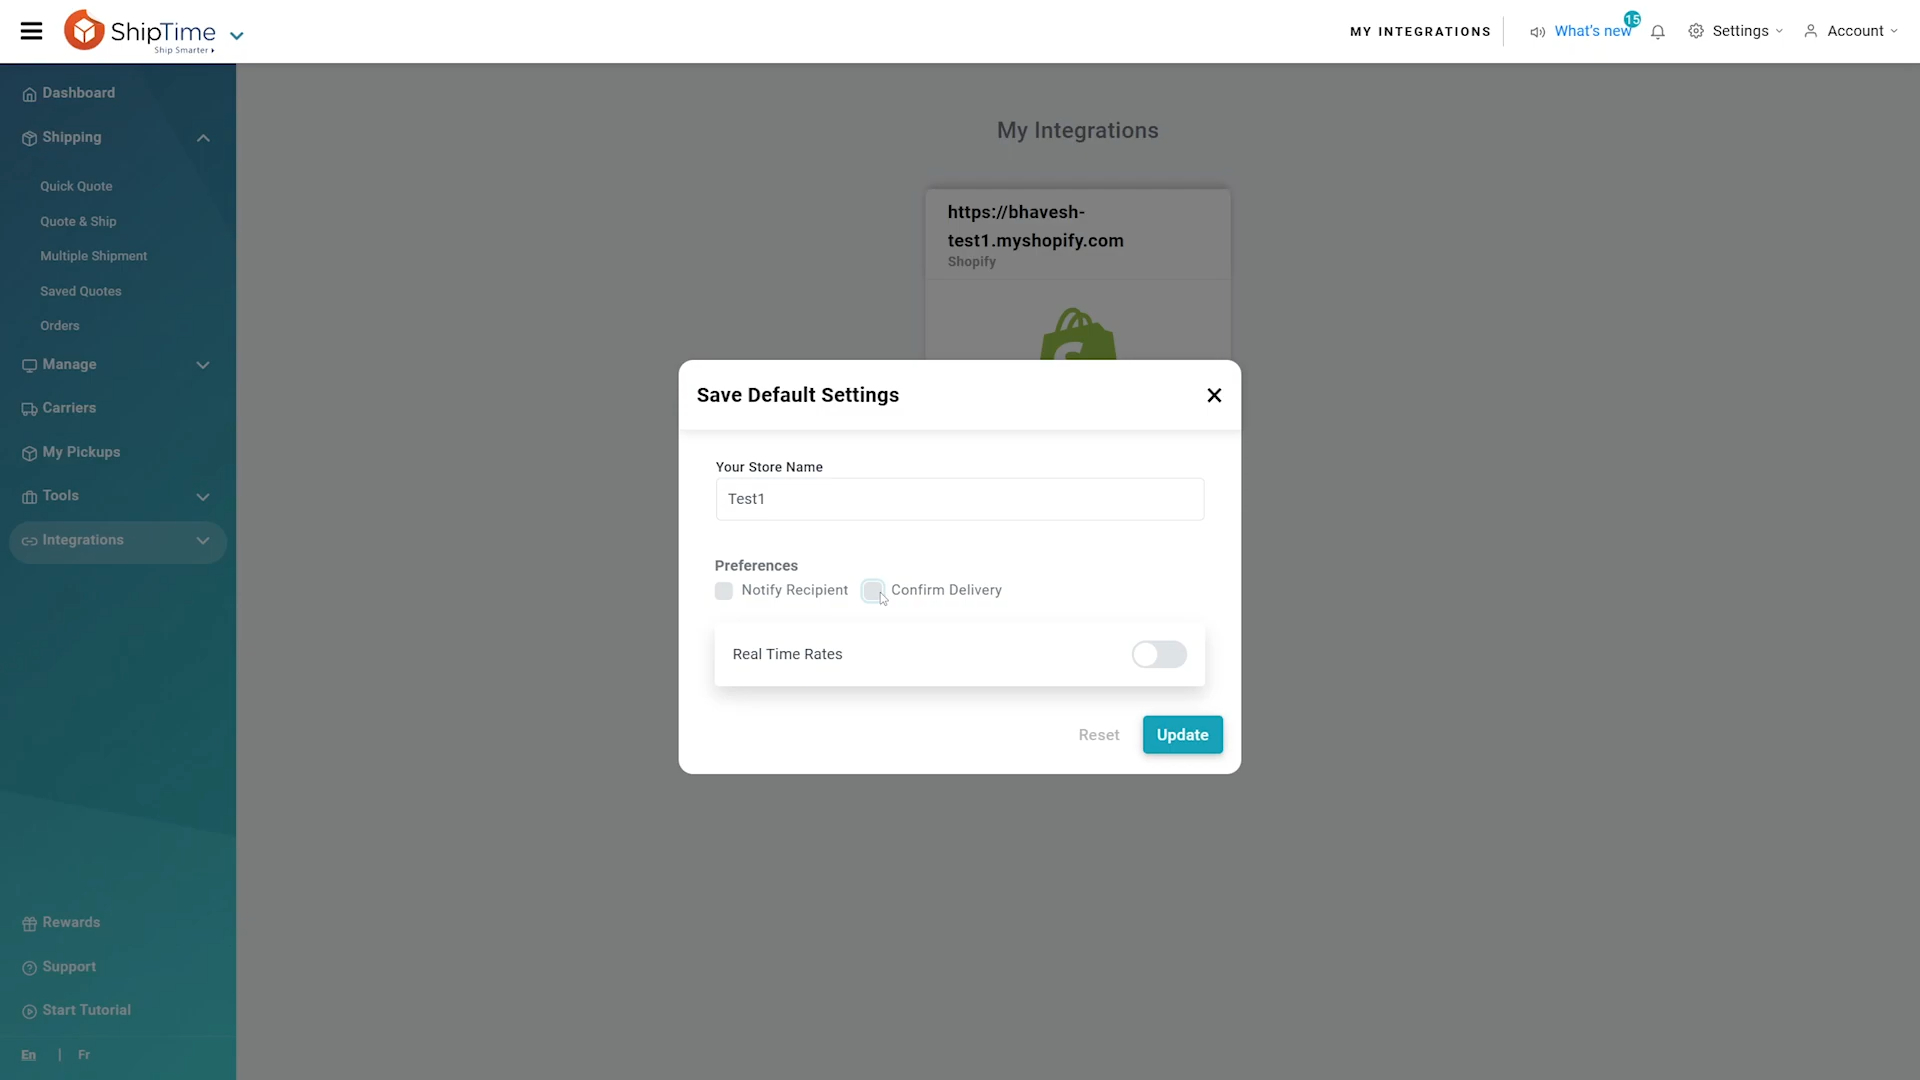 ShipTime
Ship Smarter
MY INTEGRATIONS
What's new
15
Settings
Account
Dashboard
Shipping
Quick Quote
Quote & Ship
Multiple Shipment
Saved Quotes
Orders
Manage
Carriers
My Pickups
Tools
Integrations
Rewards
Support
Start Tutorial
En | Fr
My Integrations
https://bhavesh-
test1.myshopify.com
Shopify
Save Default Settings
Your Store Name
Test1
Preferences
Notify Recipient
Confirm Delivery
Real Time Rates
Reset
Update